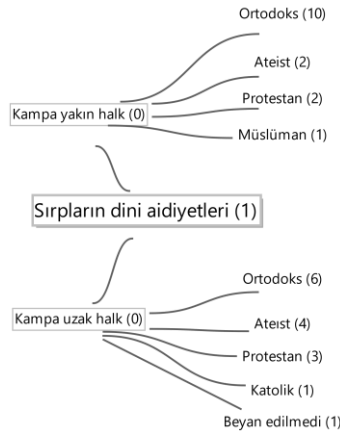 Ortodoks (10)
Ateist (2)
Protestan (2)
Müslüman (1)
Kampa yakın halk (0)
Sırpların dini aidiyetleri (1)
Kampa uzak halk (0)
Ortodoks (6)
Ateıst (4)
Protestan (3)
Katolik (1)
Beyan edilmedi (1)